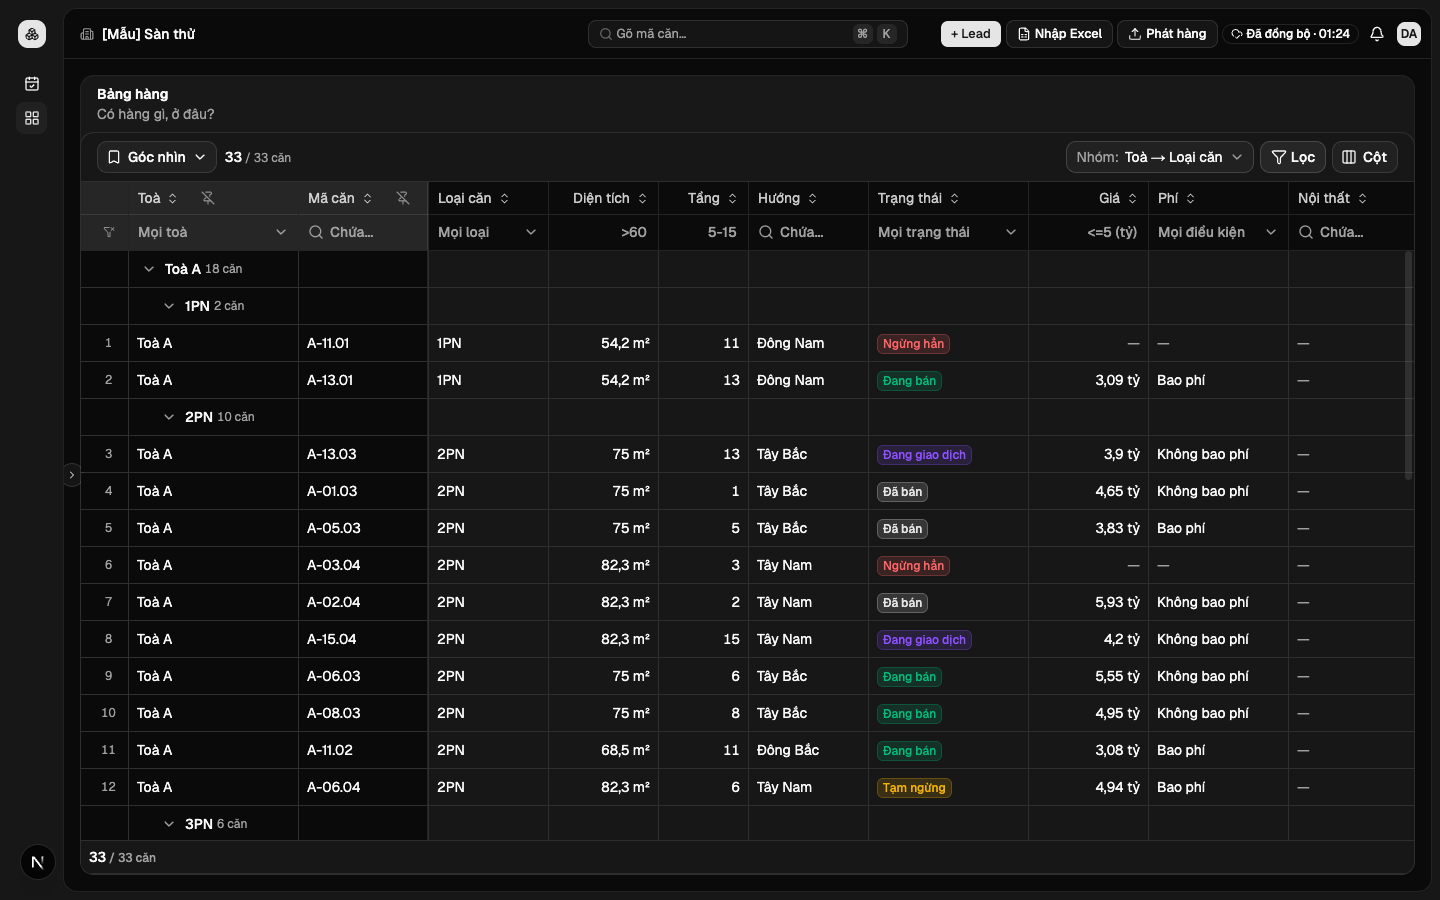 [Mẫu] Sàn thử
Gõ mã căn... ⌘ K
+ Lead
Nhập Excel
Phát hàng
Đã đồng bộ · 01:24
DA
Bảng hàng
Có hàng gì, ở đâu?
Góc nhìn
33 / 33 căn
Nhóm: Toà → Loại căn
Lọc
Cột
Toà Mã căn Loại căn Diện tích Tầng Hướng Trạng thái Giá Phí Nội thất
Mọi toà Chứa... Mọi loại >60 5-15 Chứa... Mọi trạng thái <=5 (tỷ) Mọi điều kiện Chứa...
Toà A 18 căn
1PN 2 căn
1 Toà A A-11.01 1PN 54,2 m² 11 Đông Nam Ngừng hẳn — — —
2 Toà A A-13.01 1PN 54,2 m² 13 Đông Nam Đang bán 3,09 tỷ Bao phí —
2PN 10 căn
3 Toà A A-13.03 2PN 75 m² 13 Tây Bắc Đang giao dịch 3,9 tỷ Không bao phí —
4 Toà A A-01.03 2PN 75 m² 1 Tây Bắc Đã bán 4,65 tỷ Không bao phí —
5 Toà A A-05.03 2PN 75 m² 5 Tây Bắc Đã bán 3,83 tỷ Bao phí —
6 Toà A A-03.04 2PN 82,3 m² 3 Tây Nam Ngừng hẳn — — —
7 Toà A A-02.04 2PN 82,3 m² 2 Tây Nam Đã bán 5,93 tỷ Không bao phí —
8 Toà A A-15.04 2PN 82,3 m² 15 Tây Nam Đang giao dịch 4,2 tỷ Không bao phí —
9 Toà A A-06.03 2PN 75 m² 6 Tây Bắc Đang bán 5,55 tỷ Không bao phí —
10 Toà A A-08.03 2PN 75 m² 8 Tây Bắc Đang bán 4,95 tỷ Không bao phí —
11 Toà A A-11.02 2PN 68,5 m² 11 Đông Bắc Đang bán 3,08 tỷ Bao phí —
12 Toà A A-06.04 2PN 82,3 m² 6 Tây Nam Tạm ngừng 4,94 tỷ Bao phí —
3PN 6 căn
33 / 33 căn
N